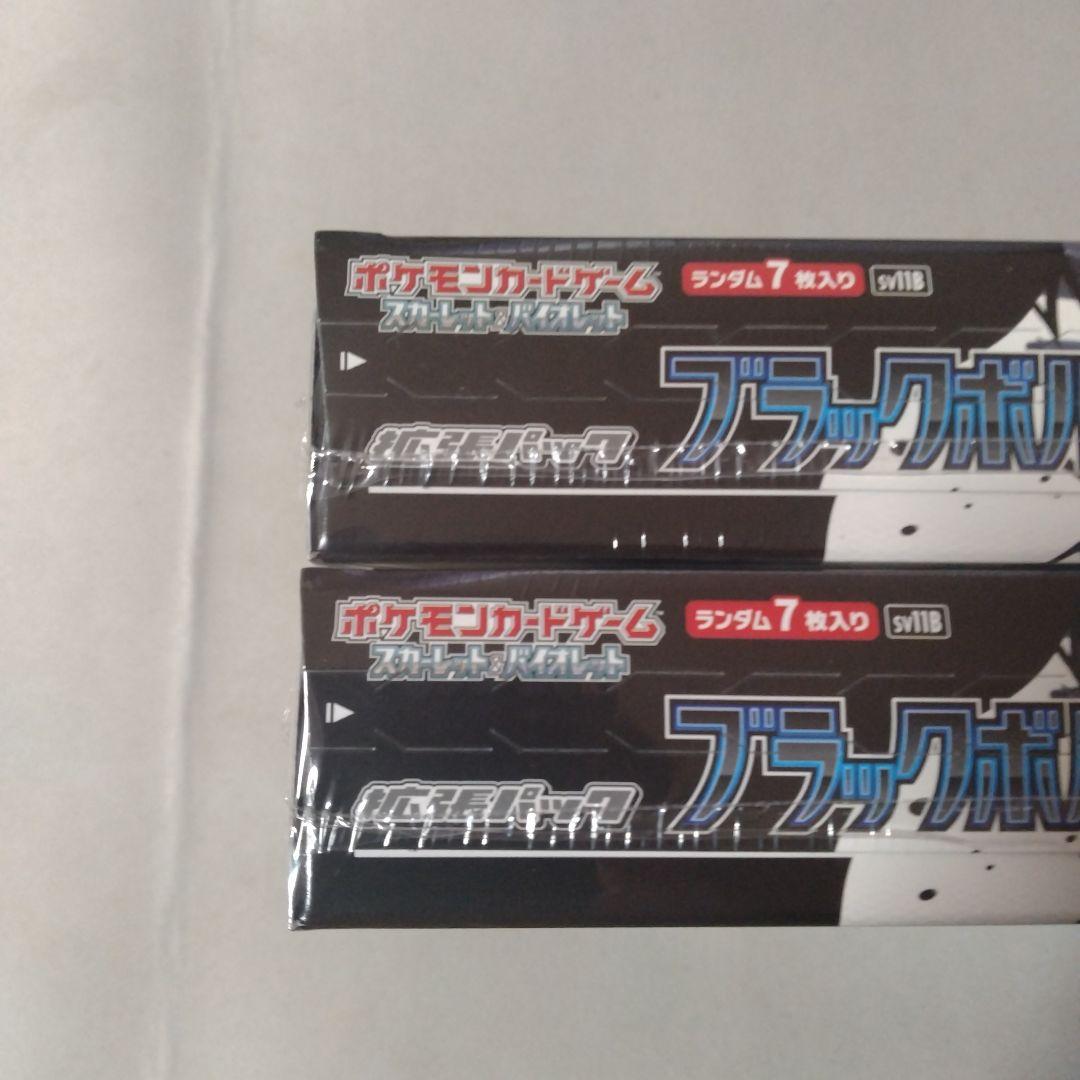 ポケモンカードゲーム ランダム7枚入り sv11B
スカーレット&バイオレット
拡張パック ブラックボル
ポケモンカードゲーム ランダム7枚入り sv11B
スカーレット&バイオレット
拡張パック ブラックボル